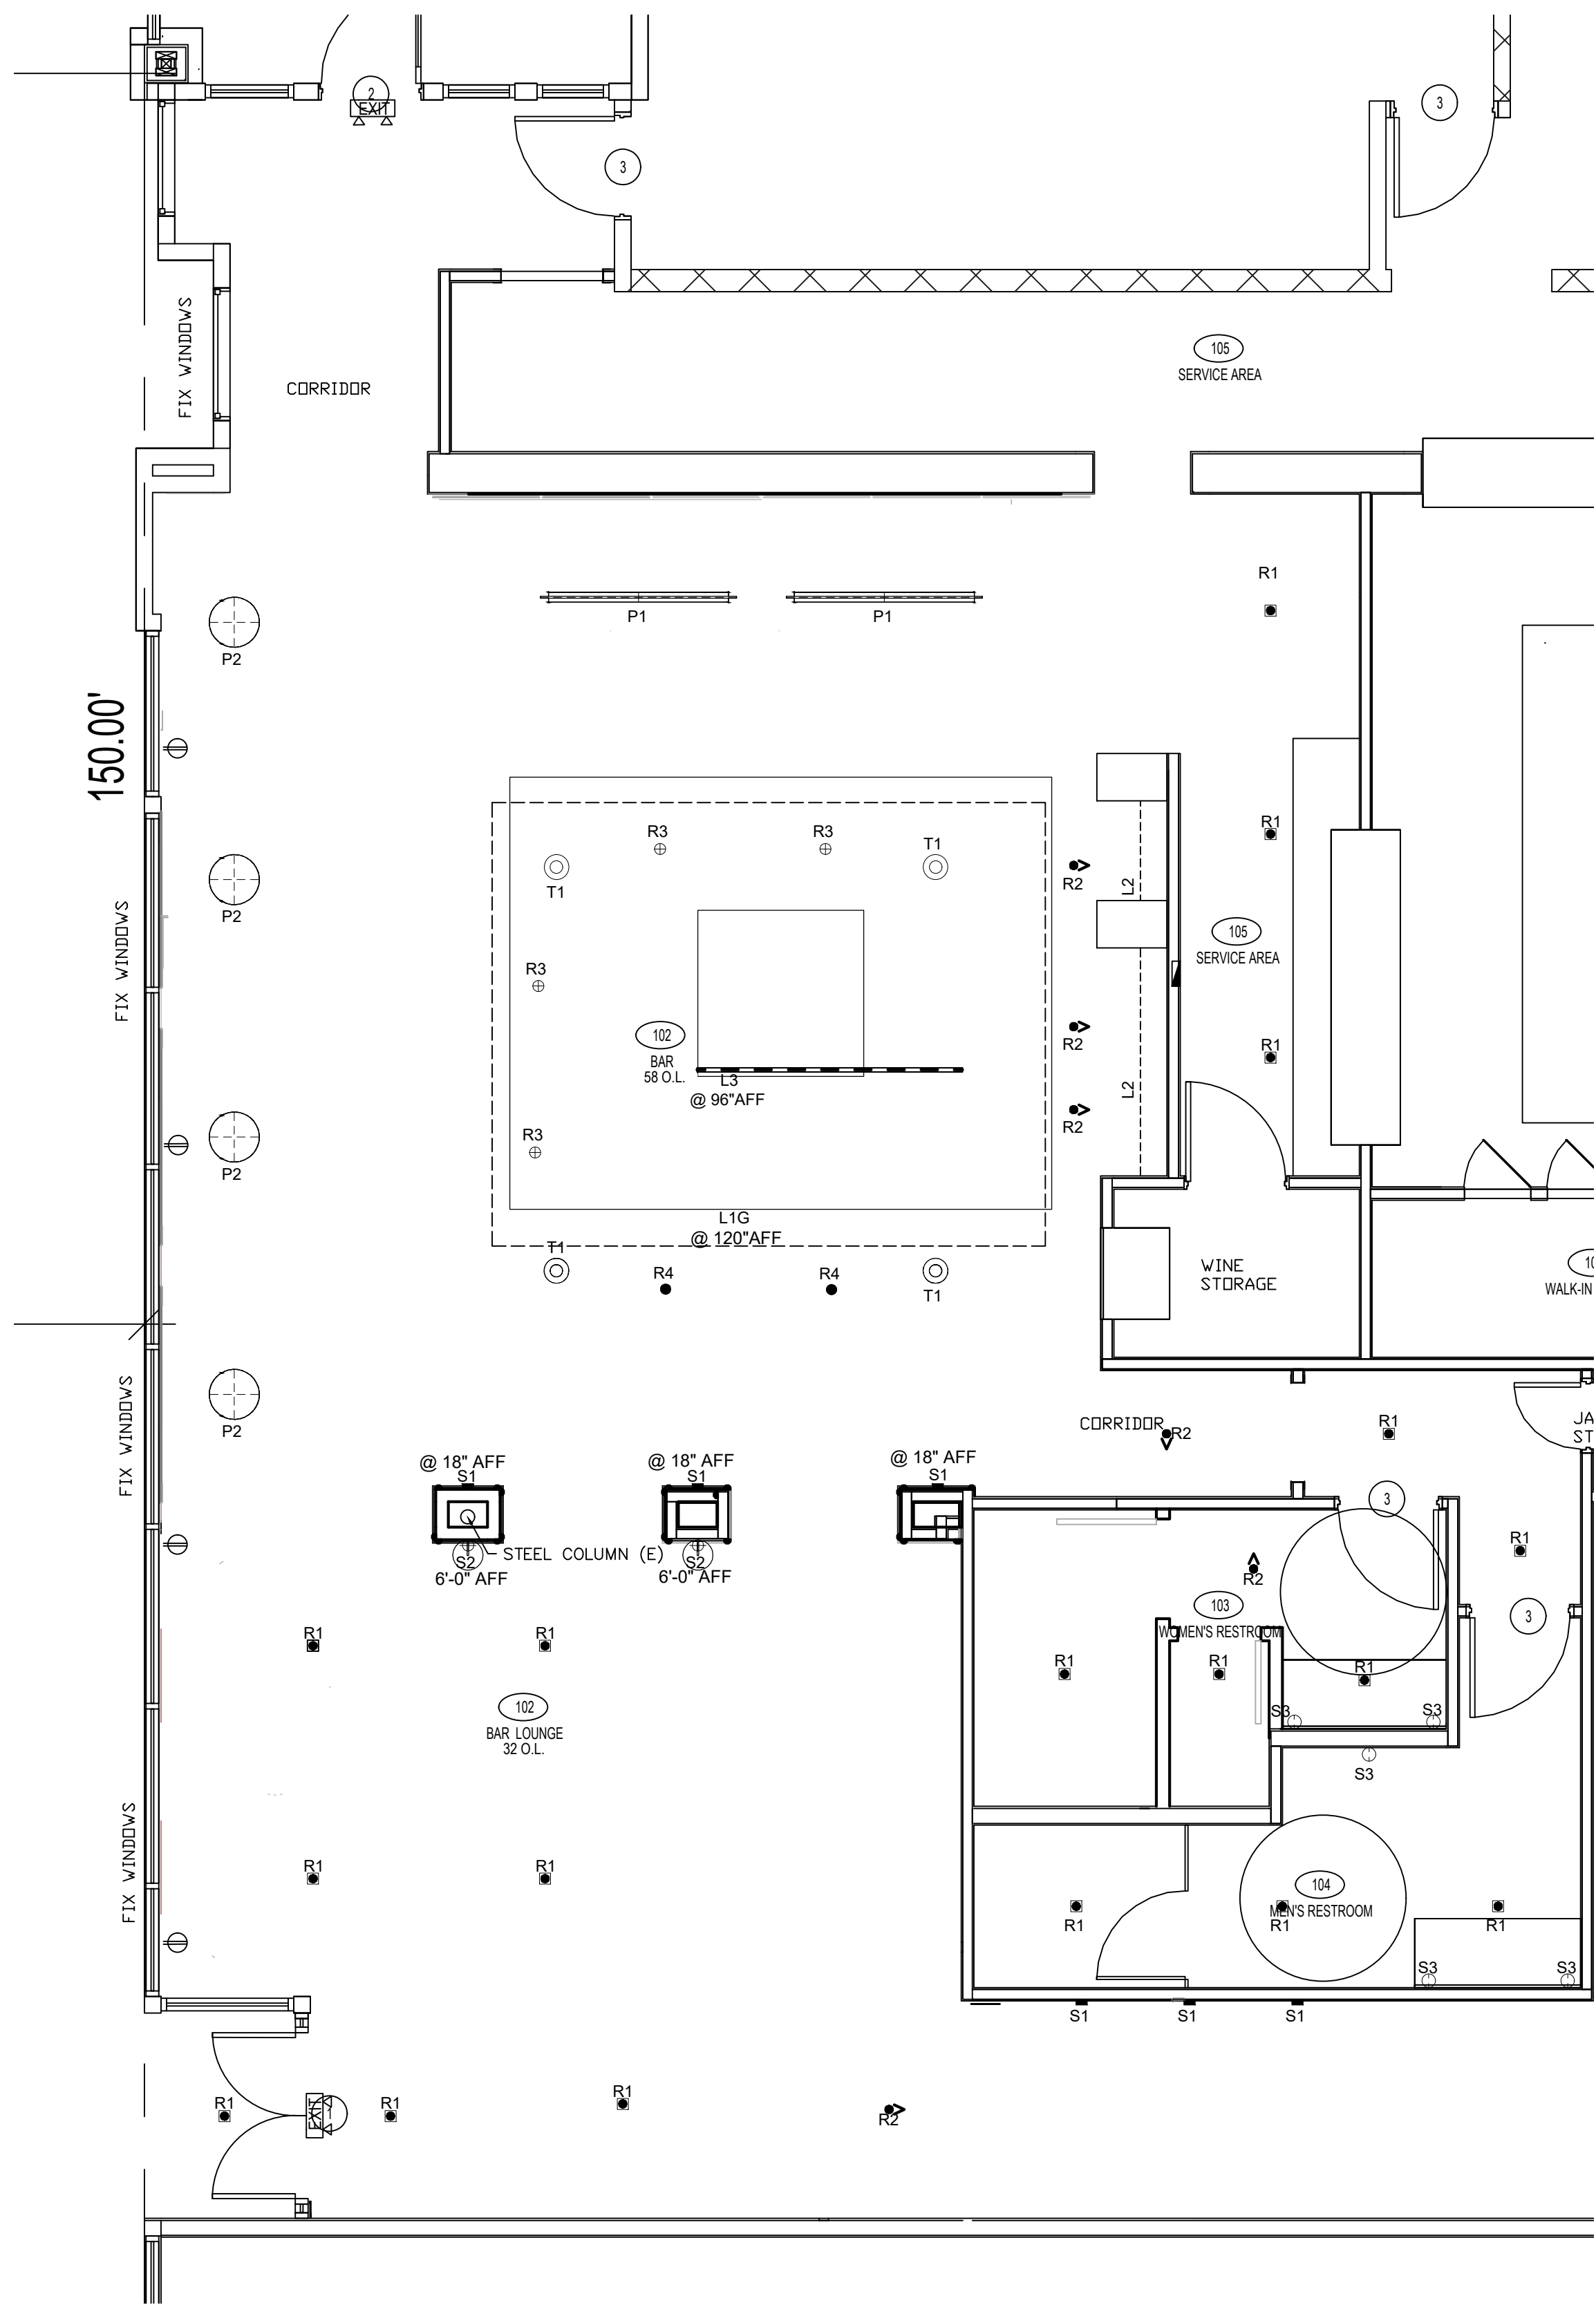 2
EXIT
3
3
FIX WINDOWS
CORRIDOR
105
SERVICE AREA
R1
P1
P1
P2
150.00'
R3
R3
T1
T1
R1
R2
L2
P2
FIX WINDOWS
105
SERVICE AREA
R3
102
BAR
58 O.L.
R2
R1
L3
@ 96"AFF
R2
L2
R3
P2
L1G
@ 120"AFF
T1
R4
R4
T1
WINE
STORAGE
WALK-IN
FIX WINDOWS
P2
CORRIDOR
R2
R1
@ 18" AFF
S1
@ 18" AFF
S1
@ 18" AFF
S1
3
STEEL COLUMN (E)
S2
6'-0" AFF
S2
6'-0" AFF
R1
R2
103
WOMEN'S RESTROOM
3
R1
R1
R1
R1
R1
S3
S3
102
BAR LOUNGE
32 O.L.
S3
FIX WINDOWS
R1
R1
104
MEN'S RESTROOM
R1
R1
R1
S3
S3
S1
S1
S1
R1
EXIT
1
R1
R1
R2